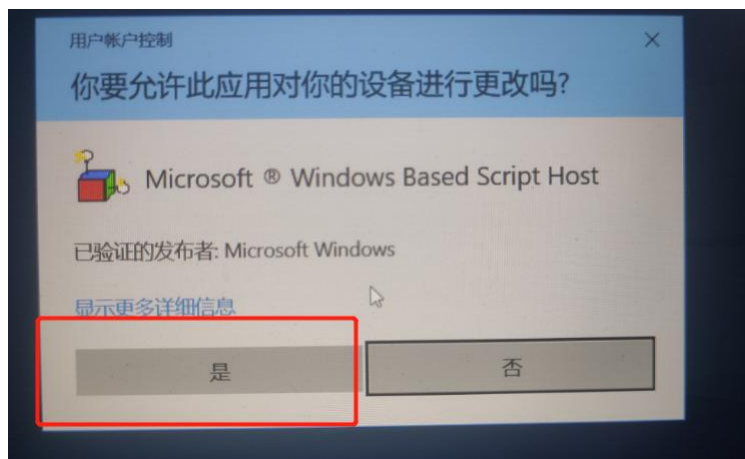 用户帐户控制
你要允许此应用对你的设备进行更改吗?
Microsoft ® Windows Based Script Host
已验证的发布者: Microsoft Windows
显示更多详细信息
是
否